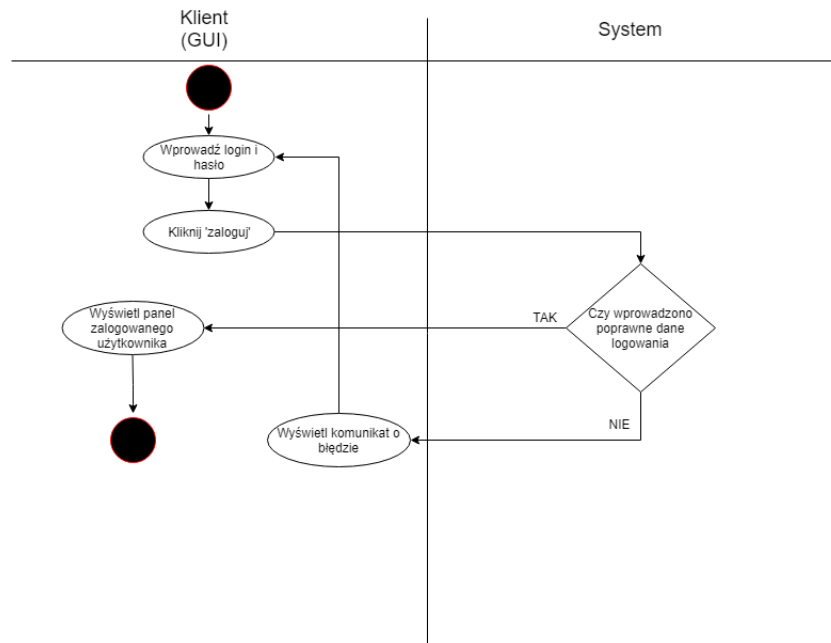 Klient
(GUI)
System
Wprowadź login i
hasło
Kliknij 'zaloguj'
Wyświetl panel
zalogowanego
użytkownika
TAK
Czy wprowadzono
poprawne dane
logowania
NIE
Wyświetl komunikat o
błędzie